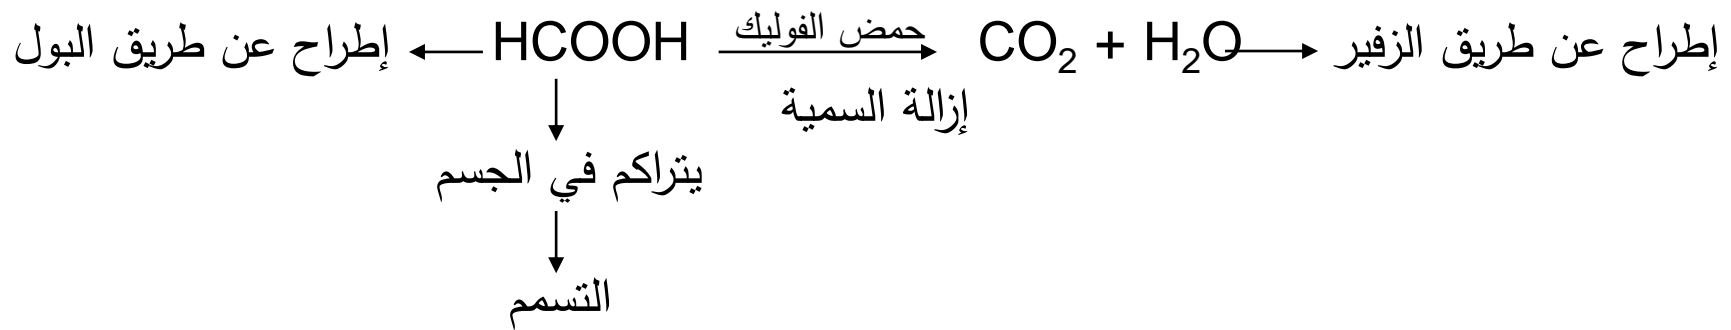 إطراح عن طريق البول ← HCOOH حمض الفوليك → CO₂ + H₂O → إطراح عن طريق الزفير
إزالة السمية
يتراكم في الجسم
التسمم